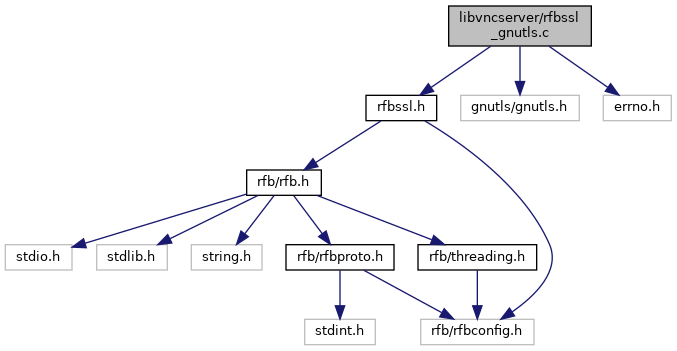 libvncserver/rfbssl
_gnutls.c
rfbssl.h
gnutls/gnutls.h
errno.h
rfb/rfb.h
stdio.h
stdlib.h
string.h
rfb/rfbproto.h
rfb/threading.h
stdint.h
rfb/rfbconfig.h